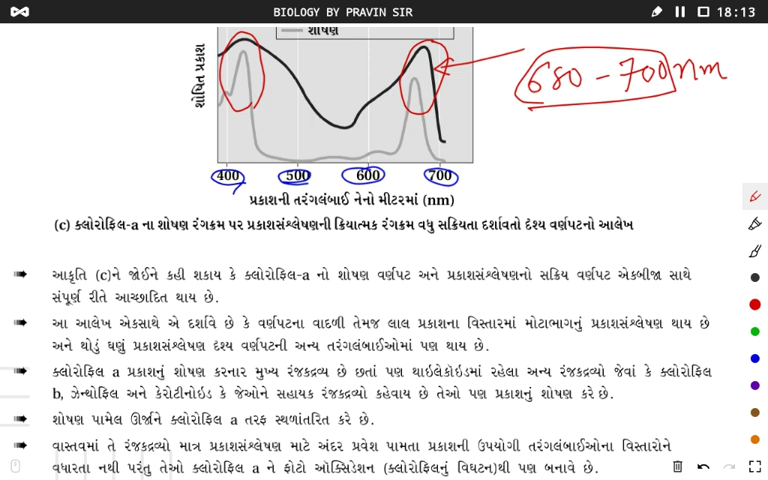 BIOLOGY BY PRAVIN SIR
18:13
શોષણ
680 - 700 nm
શોષિત પ્રકાશ
400 500 600 700
પ્રકાશની તરંગલંબાઈ નેનો મીટરમાં (nm)
(c) ક્લોરોફિલ-a ના શોષણ રંગક્રમ પર પ્રકાશસંશ્લેષણની ક્રિયાત્મક રંગક્રમ વધુ સક્રિયતા દર્શાવતો દૃશ્ય વર્ણપટનો આલેખ
આકૃતિ (c)ને જોઈને કહી શકાય કે ક્લોરોફિલ-a નો શોષણ વર્ણપટ અને પ્રકાશસંશ્લેષણનો સક્રિય વર્ણપટ એકબીજા સાથે
સંપૂર્ણ રીતે આચ્છાદિત થાય છે.
આ આલેખ એકસાથે એ દર્શાવે છે કે વર્ણપટના વાદળી તેમજ લાલ પ્રકાશના વિસ્તારમાં મોટાભાગનું પ્રકાશસંશ્લેષણ થાય છે
અને થોડું ઘણું પ્રકાશસંશ્લેષણ દૃશ્ય વર્ણપટની અન્ય તરંગલંબાઈઓમાં પણ થાય છે.
ક્લોરોફિલ a પ્રકાશનું શોષણ કરનાર મુખ્ય રંજકદ્રવ્ય છે છતાં પણ થાઇલેકોઇડમાં રહેલા અન્ય રંજકદ્રવ્યો જેવાં કે ક્લોરોફિલ
b, ઝેન્થોફિલ અને કેરોટીનોઇડ કે જેઓને સહાયક રંજકદ્રવ્યો કહેવાય છે તેઓ પણ પ્રકાશનું શોષણ કરે છે.
શોષણ પામેલ ઊર્જાને ક્લોરોફિલ a તરફ સ્થળાંતરિત કરે છે.
વાસ્તવમાં તે રંજકદ્રવ્યો માત્ર પ્રકાશસંશ્લેષણ માટે અંદર પ્રવેશ પામતા પ્રકાશની ઉપયોગી તરંગલંબાઈઓના વિસ્તારોને
વધારતા નથી પરંતુ તેઓ ક્લોરોફિલ a ને ફોટો ઓક્સિડેશન (ક્લોરોફિલનું વિઘટન)થી પણ બનાવે છે.